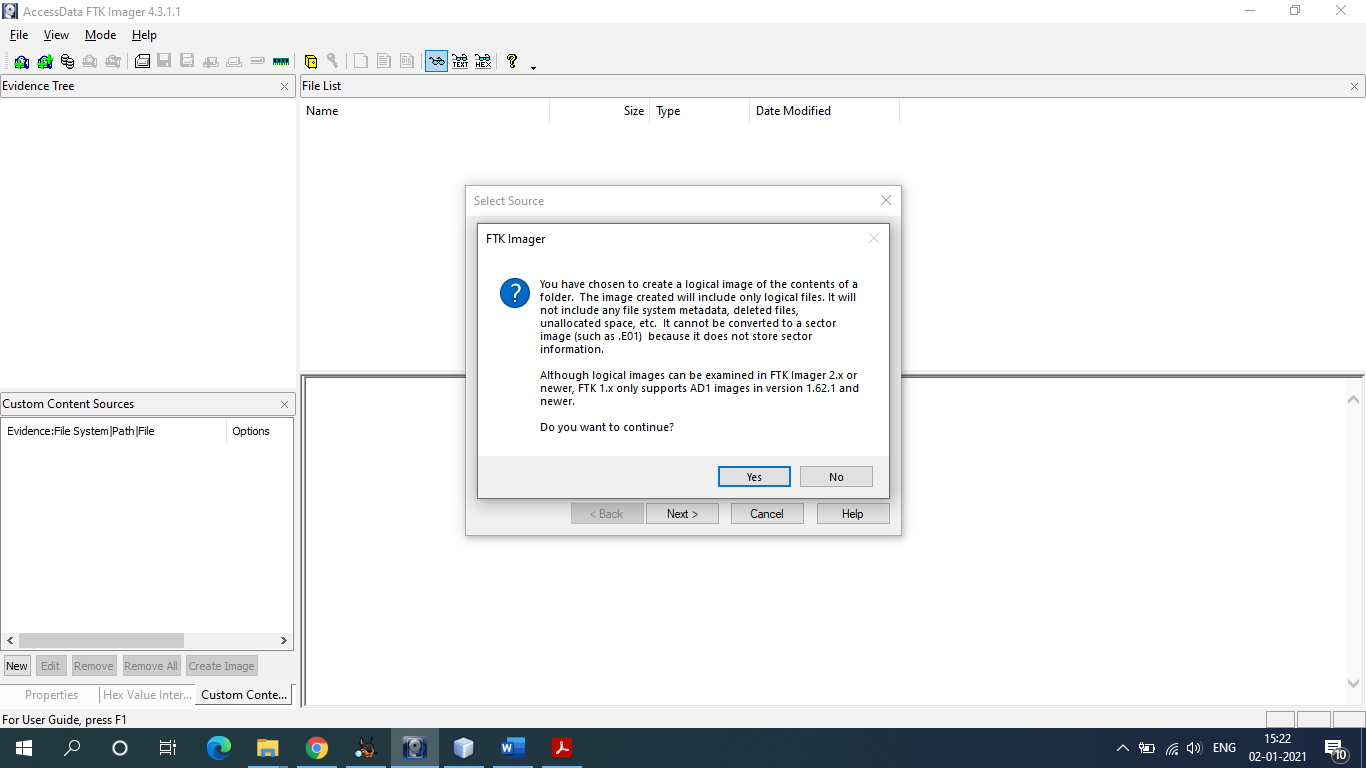 AccessData FTK Imager 4.3.1.1
File View Mode Help
TEXT HEX ?
Evidence Tree
File List
Name Size Type Date Modified
Select Source
FTK Imager
?
You have chosen to create a logical image of the contents of a
folder. The image created will include only logical files. It will
not include any file system metadata, deleted files,
unallocated space, etc. It cannot be converted to a sector
image (such as .E01) because it does not store sector
information.
Although logical images can be examined in FTK Imager 2.x or
newer, FTK 1.x only supports AD1 images in version 1.62.1 and
newer.
Do you want to continue?
Yes No
< Back Next > Cancel Help
Custom Content Sources
Evidence:File System|Path|File Options
New Edit Remove Remove All Create Image
Properties Hex Value Inter... Custom Conte...
For User Guide, press F1
W
ENG
15:22
02-01-2021
10